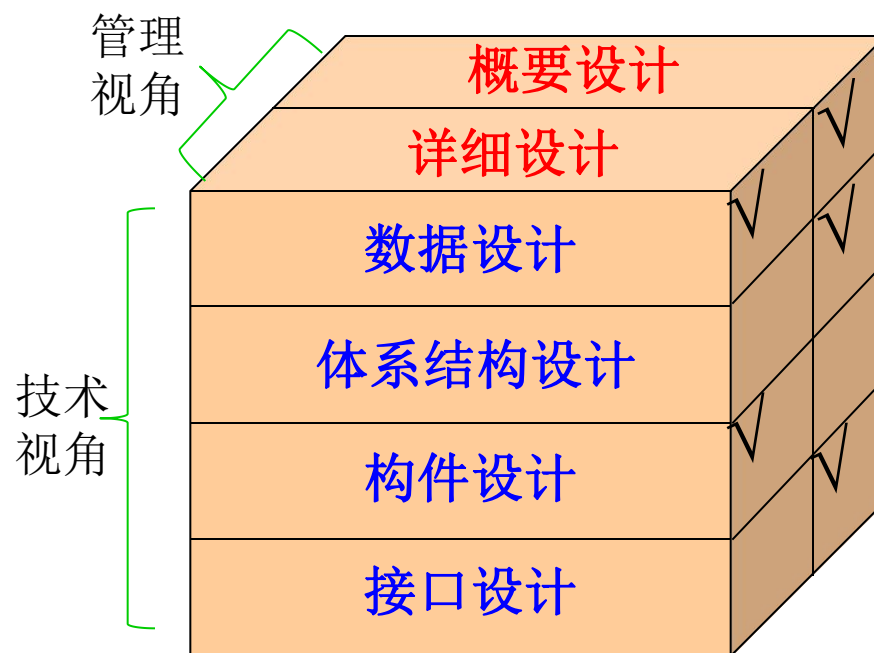 管理
视角
概要设计
详细设计
数据设计
体系结构设计
技术
视角
构件设计
接口设计